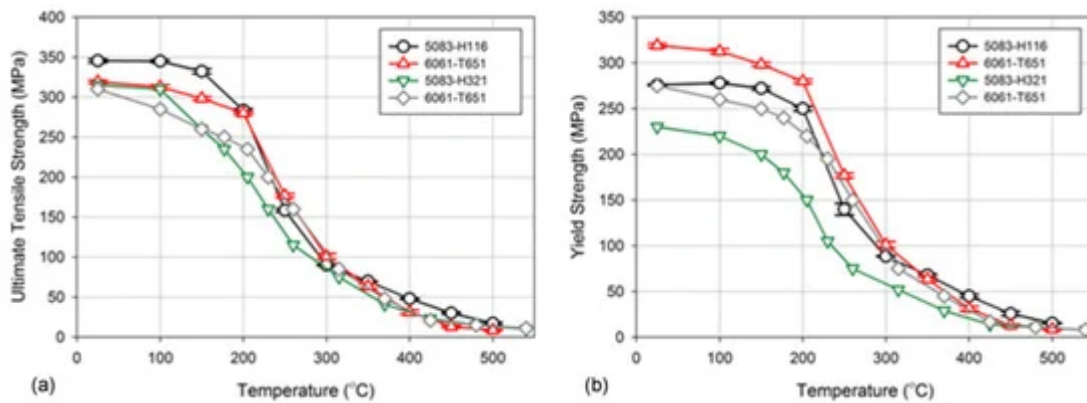 400
350
300
250
200
150
100
50
0
Ultimate Tensile Strength (MPa)
5083-H116
6061-T651
5083-H321
6061-T651
0 100 200 300 400 500
Temperature (°C)
(a)
350
300
250
200
150
100
50
0
Yield Strength (MPa)
5083-H116
6061-T651
5083-H321
6061-T651
0 100 200 300 400 500
Temperature (°C)
(b)